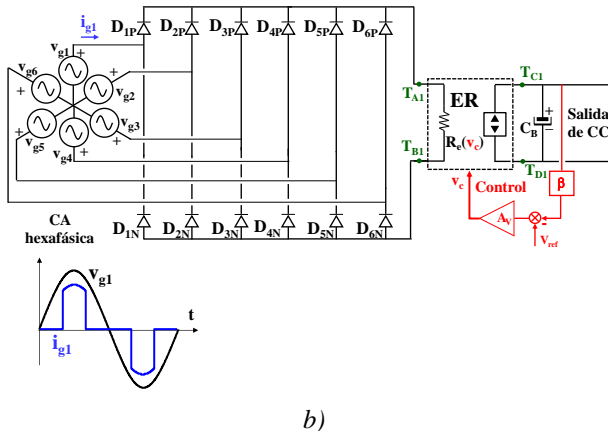 i_g1
D_1P D_2P D_3P D_4P D_5P D_6P
v_g1 +
v_g6 +
+ v_g2
+ v_g5
v_g3 +
v_g4 +
T_A1
ER
R_e(v_c)
T_B1
T_C1
C_B + −
T_D1
Salida
de CC
v_c Control
A_V
β
-
v_ref
CA
hexafásica
D_1N D_2N D_3N D_4N D_5N D_6N
v_g1
t
i_g1
b)